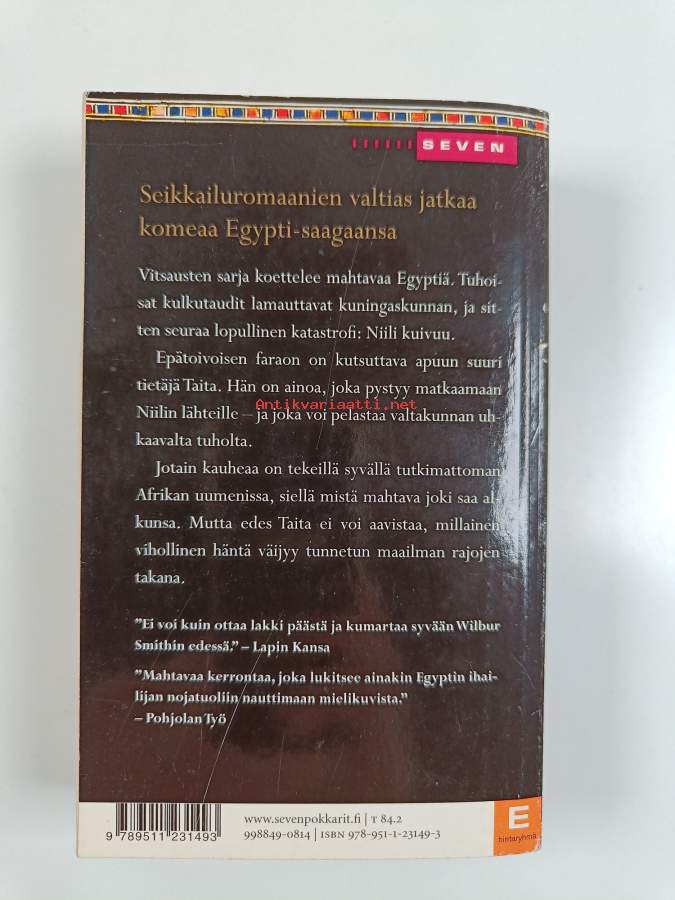 SEVEN
Seikkailuromaanien valtias jatkaa
komeaa Egypti-saagaansa
Vitsausten sarja koettelee mahtavaa Egyptiä. Tuhoi-
sat kulkutaudit lamauttavat kuningaskunnan, ja sit-
ten seuraa lopullinen katastrofi: Niili kuivuu.
Epätoivoisen faraon on kutsuttava apuun suuri
tietäjä Taita. Hän on ainoa, joka pystyy matkaamaan
Antikvariaatti.net
Niilin lähteille – ja joka voi pelastaa valtakunnan uh-
kaavalta tuholta.
Jotain kauheaa on tekeillä syvällä tutkimattoman
Afrikan uumenissa, siellä mistä mahtava joki saa al-
kunsa. Mutta edes Taita ei voi aavistaa, millainen
vihollinen häntä väijyy tunnetun maailman rajojen
takana.
"Ei voi kuin ottaa lakki päästä ja kumartaa syvään Wilbur
Smithin edessä." – Lapin Kansa
"Mahtavaa kerrontaa, joka lukitsee ainakin Egyptin ihai-
lijan nojatuoliin nauttimaan mielikuvista."
– Pohjolan Työ
9 789511 231493
www.sevenpokkarit.fi | T 84.2
998849-0814 | ISBN 978-951-1-23149-3
E
hintaryhmä